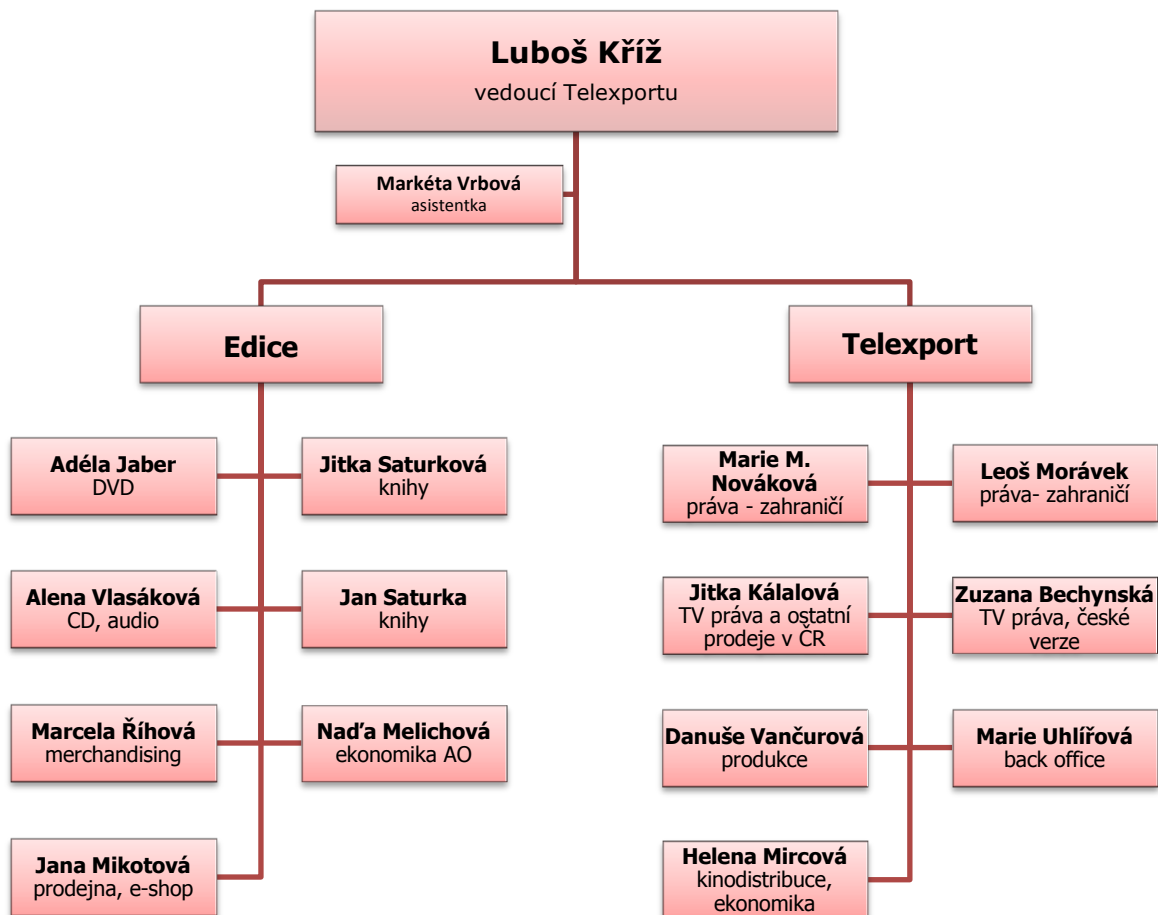 Luboš Kříž
vedoucí Telexportu
Markéta Vrbová
asistentka
Edice
Telexport
Adéla Jaber
DVD
Jitka Saturková
knihy
Marie M.
Nováková
práva - zahraničí
Leoš Morávek
práva- zahraničí
Alena Vlasáková
CD, audio
Jan Saturka
knihy
Jitka Kálalová
TV práva a ostatní
prodeje v ČR
Zuzana Bechynská
TV práva, české
verze
Marcela Říhová
merchandising
Naďa Melichová
ekonomika AO
Danuše Vančurová
produkce
Marie Uhlířová
back office
Jana Mikotová
prodejna, e-shop
Helena Mircová
kinodistribuce,
ekonomika